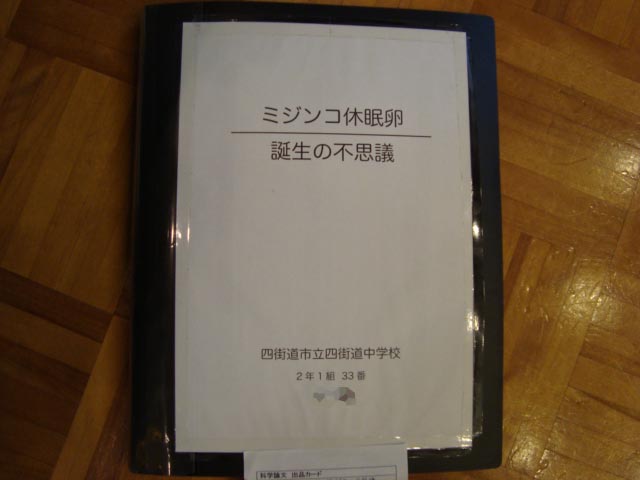 ミジンコ休眠卵
誕生の不思議
四街道市立四街道中学校
2年1組 33番
科学論文 出品カード